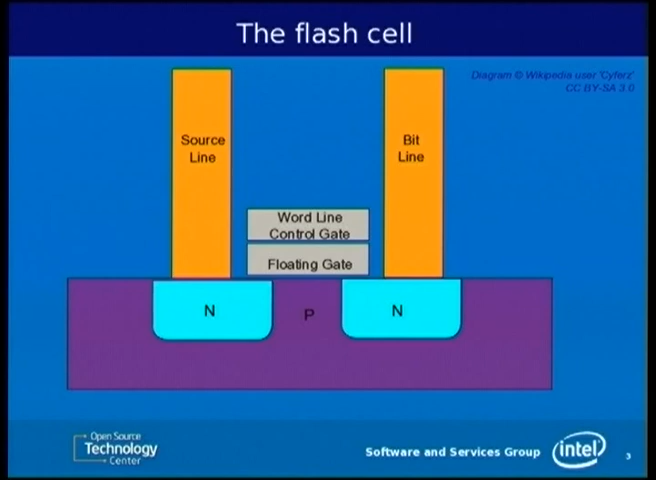 The flash cell
Diagram © Wikipedia user 'Cyferz'
CC BY-SA 3.0
Source
Line
Bit
Line
Word Line
Control Gate
Floating Gate
N
P
N
Open Source
Technology
Center
Software and Services Group
intel
3